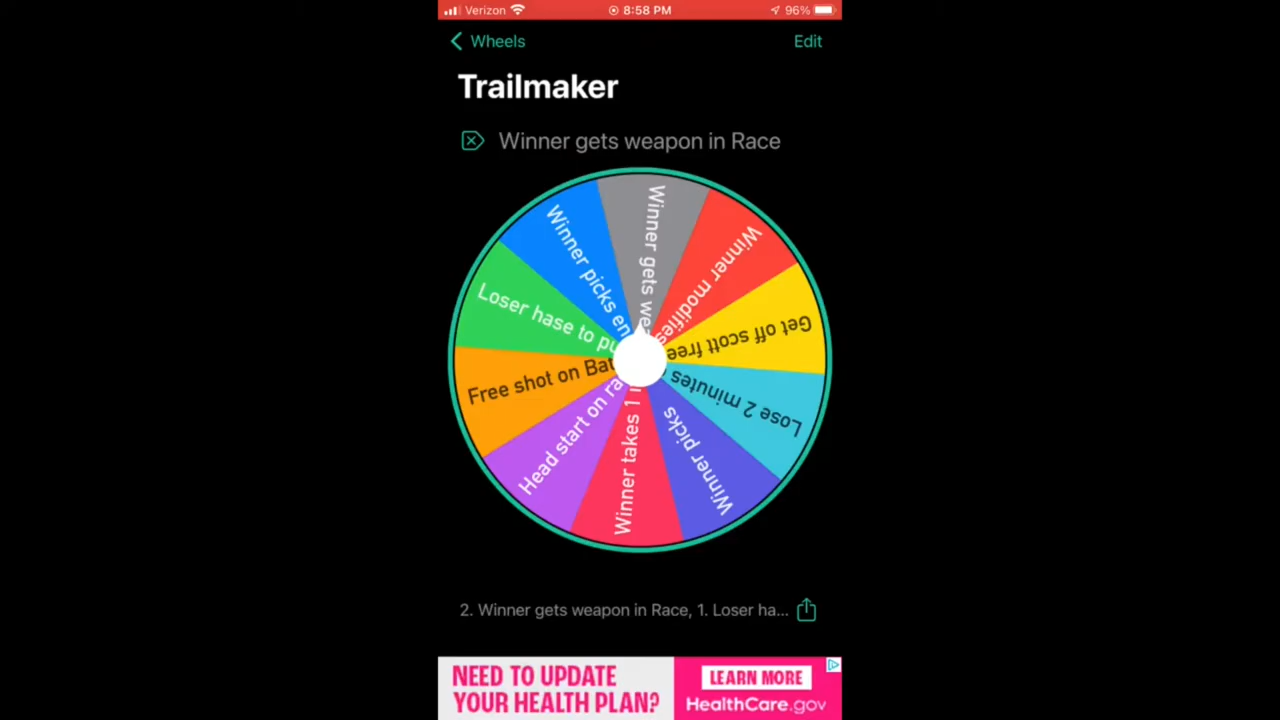 Verizon 8:58 PM 96%
Wheels Edit
Trailmaker
Winner gets weapon in Race
Winner gets we
Winner modifies
Get off scott free
Lose 2 minutes
Winner picks
Winner takes 1
Head start on ra
Free shot on Bat
Loser hase to pu
Winner picks en
2. Winner gets weapon in Race, 1. Loser ha...
NEED TO UPDATE
YOUR HEALTH PLAN?
LEARN MORE
HealthCare.gov